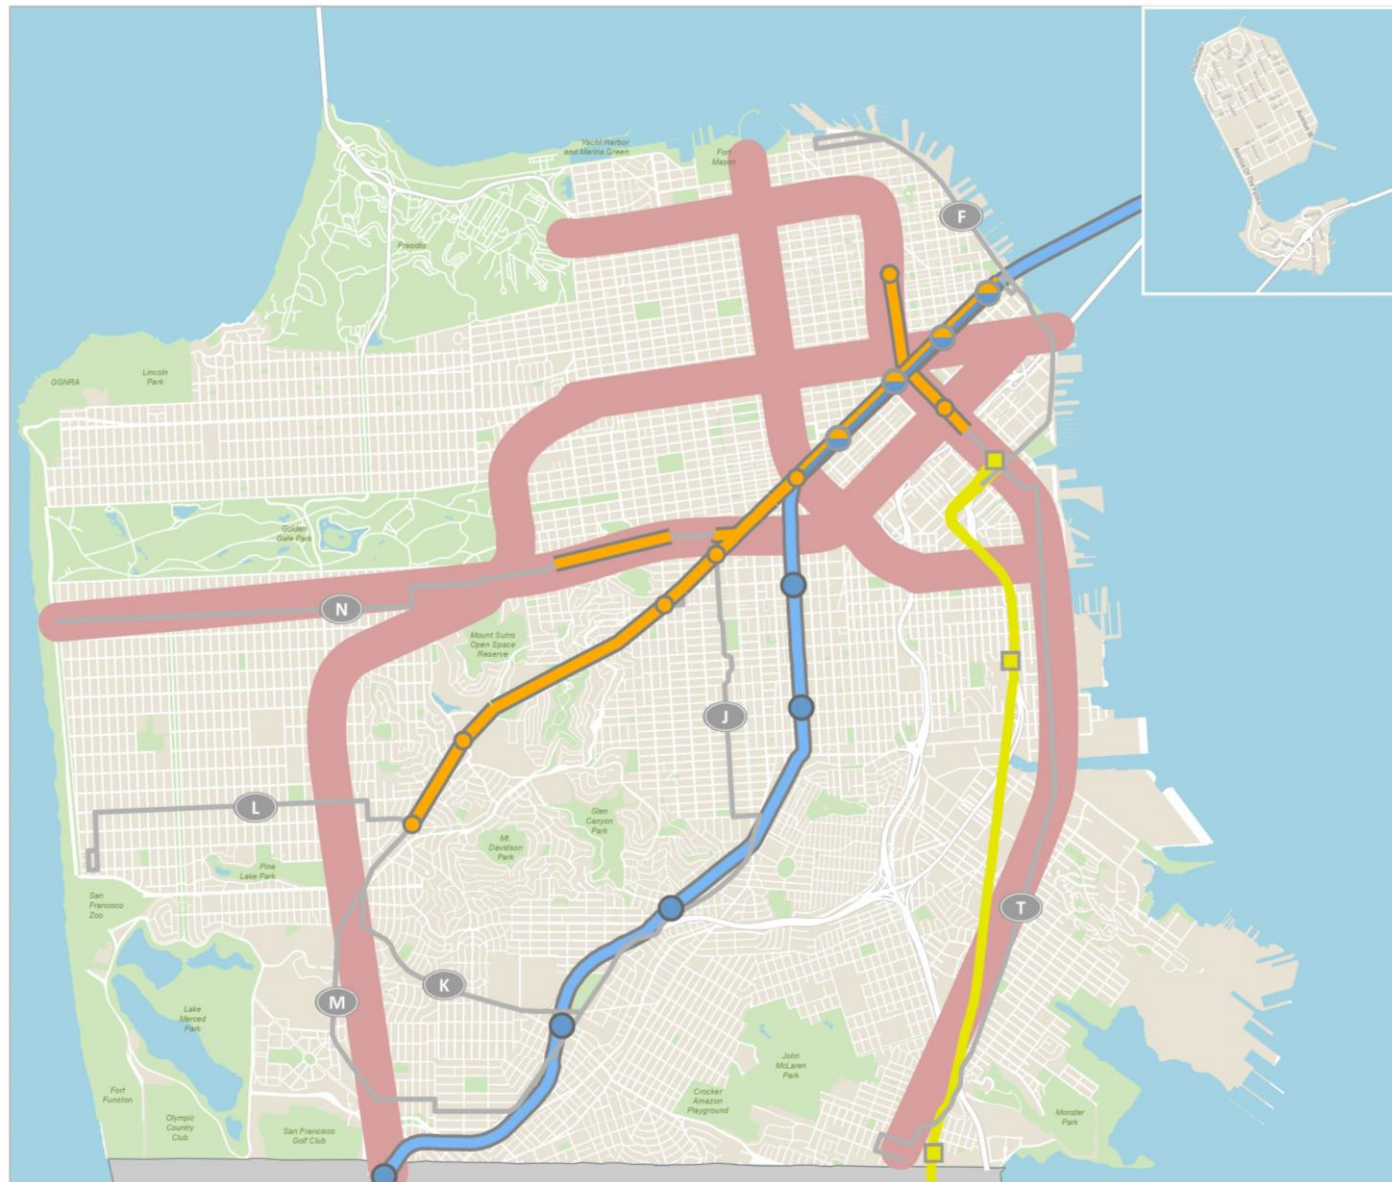 Yacht Harbor
and Marina Green
Fort
Mason
F
Presidio
Lincoln
Park
GGNRA
Golden
Gate Park
N
Mount Sutro
Open Space
Reserve
J
L
Glen
Canyon
Park
Mt.
Davidson
Park
Pine
Lake Park
San
Francisco
Zoo
T
K
M
Lake
Merced
Park
John
McLaren
Park
Fort
Funston
Olympic
Country
Club
San Francisco
Golf Club
Crocker
Amazon
Playground
Monster
Park